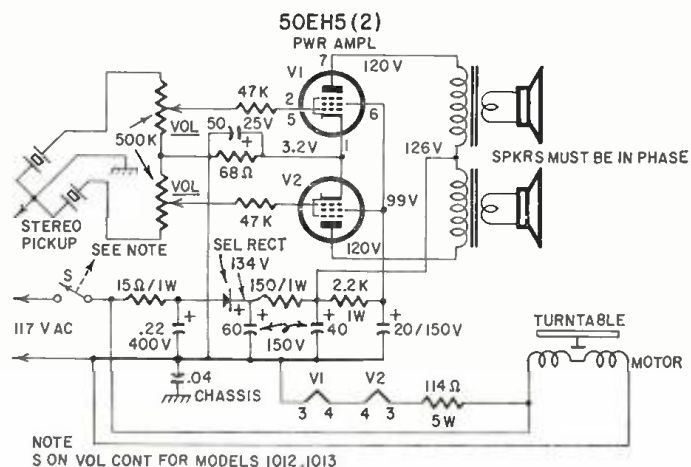 50EH5 (2)
PWR AMPL
7
120V
V1
47K
2
5
6
50
25V
+
VOL
500K
3.2V
1
126V
SPKRS MUST BE IN PHASE
68Ω
VOL
V2
99V
47K
120V
STEREO
PICKUP
SEE NOTE
SEL RECT
134V
S
15Ω/1W
150/1W
2.2K
1W
117 V AC
+
.22
400V
+
60
150V
+
40
+
20/150V
TURNTABLE
MOTOR
.04
CHASSIS
V1
V2
114Ω
3 4
4 3
5W
NOTE
S ON VOL CONT FOR MODELS 1012,1013